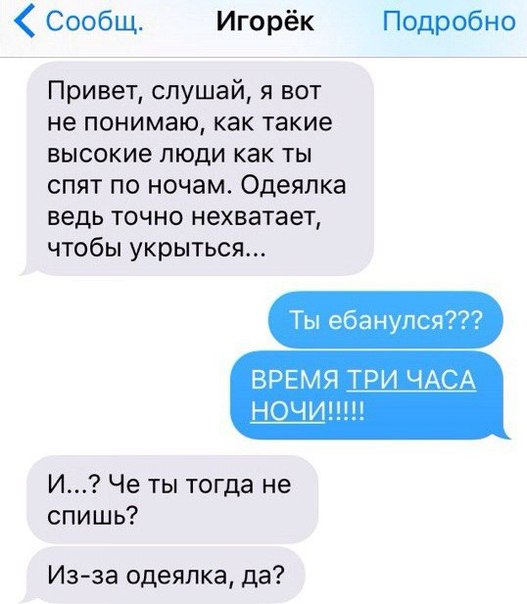 Сообщ. Игорёк Подробно
Привет, слушай, я вот
не понимаю, как такие
высокие люди как ты
спят по ночам. Одеялка
ведь точно нехватает,
чтобы укрыться...
Ты ебанулся???
ВРЕМЯ ТРИ ЧАСА
НОЧИ!!!!!
И...? Че ты тогда не
спишь?
Из-за одеялка, да?